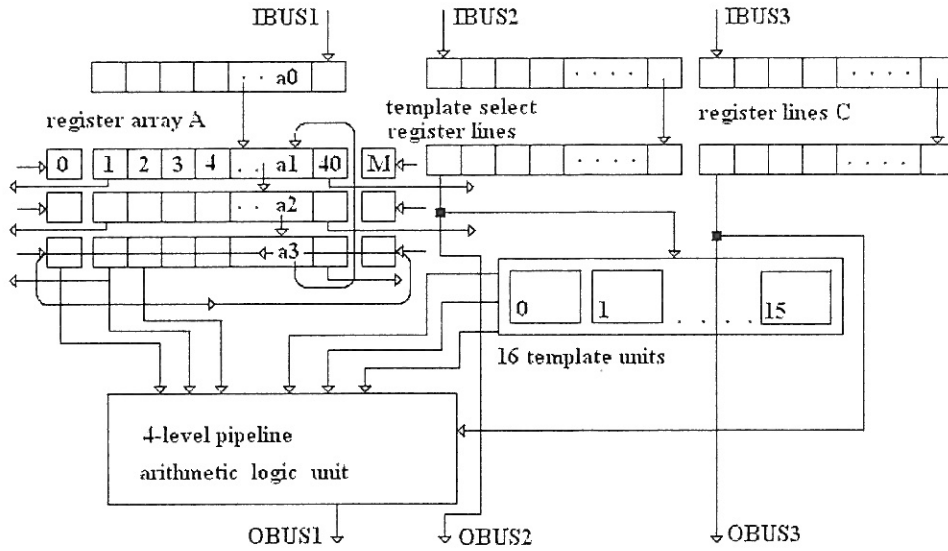 IBUS1
IBUS2
IBUS3
. . a0
. . . .
. . . .
register array A
template select
register lines
register lines C
0 1 2 3 4 . . a1 40 M
. . . .
. . . .
. . a2
a3
0 1 . . . . 15
16 template units
4-level pipeline
arithmetic logic unit
OBUS1
OBUS2
OBUS3